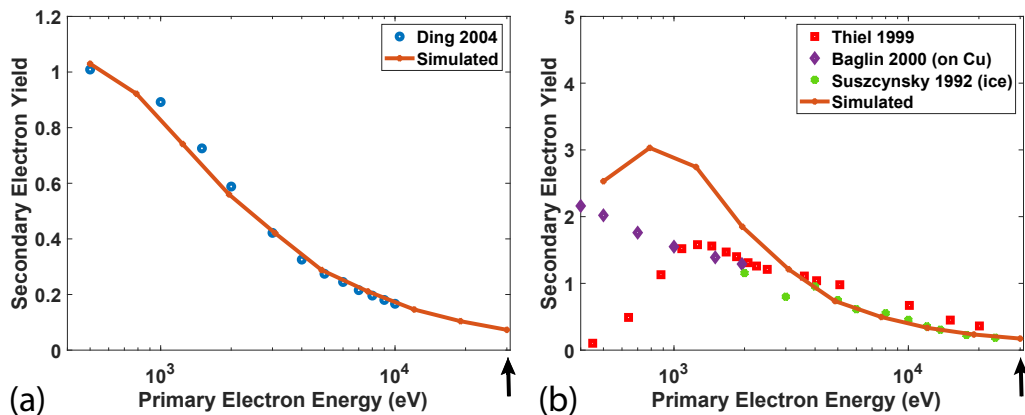 1.2
1
0.8
0.6
0.4
0.2
0
Secondary Electron Yield
Ding 2004
Simulated
10³
10⁴
Primary Electron Energy (eV)
(a)
5
4
3
2
1
0
Secondary Electron Yield
Thiel 1999
Baglin 2000 (on Cu)
Suszcynsky 1992 (ice)
Simulated
10³
10⁴
Primary Electron Energy (eV)
(b)